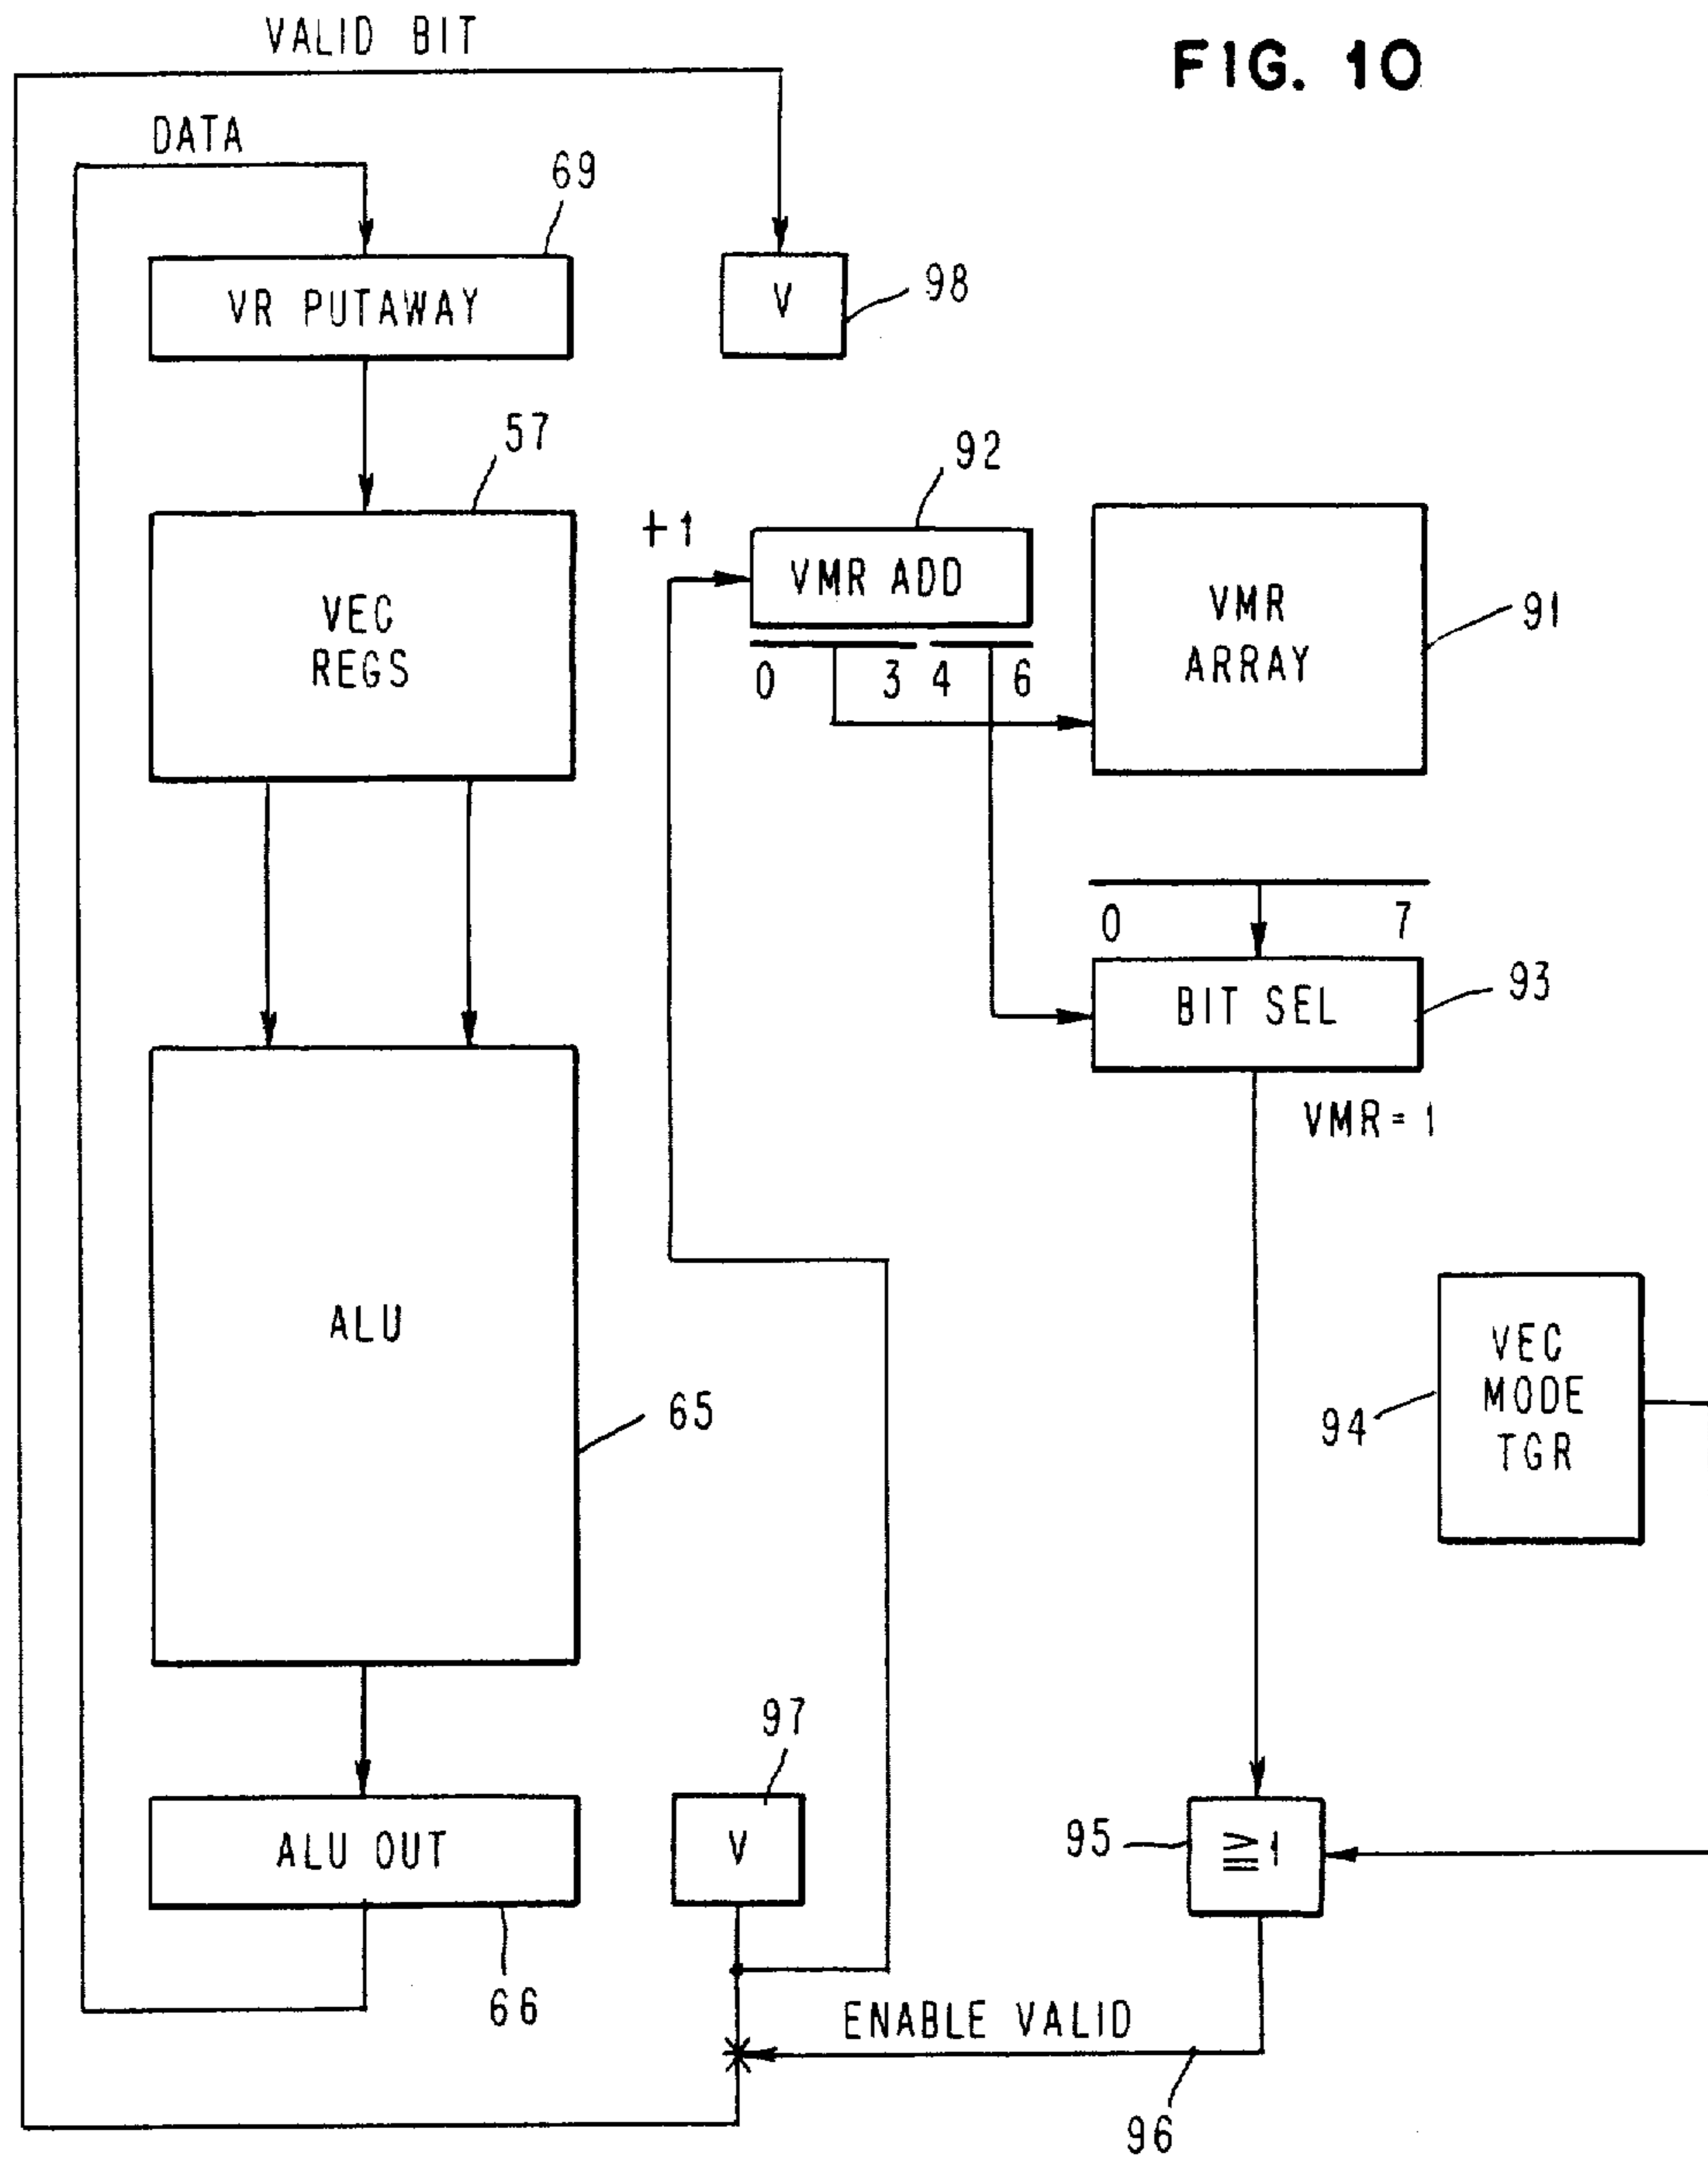 VALID BIT
FIG. 10
DATA
69
VR PUTAWAY
V
98
57
92
+1
VMR ADD
VEC
REGS
VMR
ARRAY
91
0 3 4 6
0 7
BIT SEL
93
VMR = 1
ALU
VEC
MODE
TGR
94
65
97
ALU OUT
V
95
≧1
66
ENABLE VALID
96